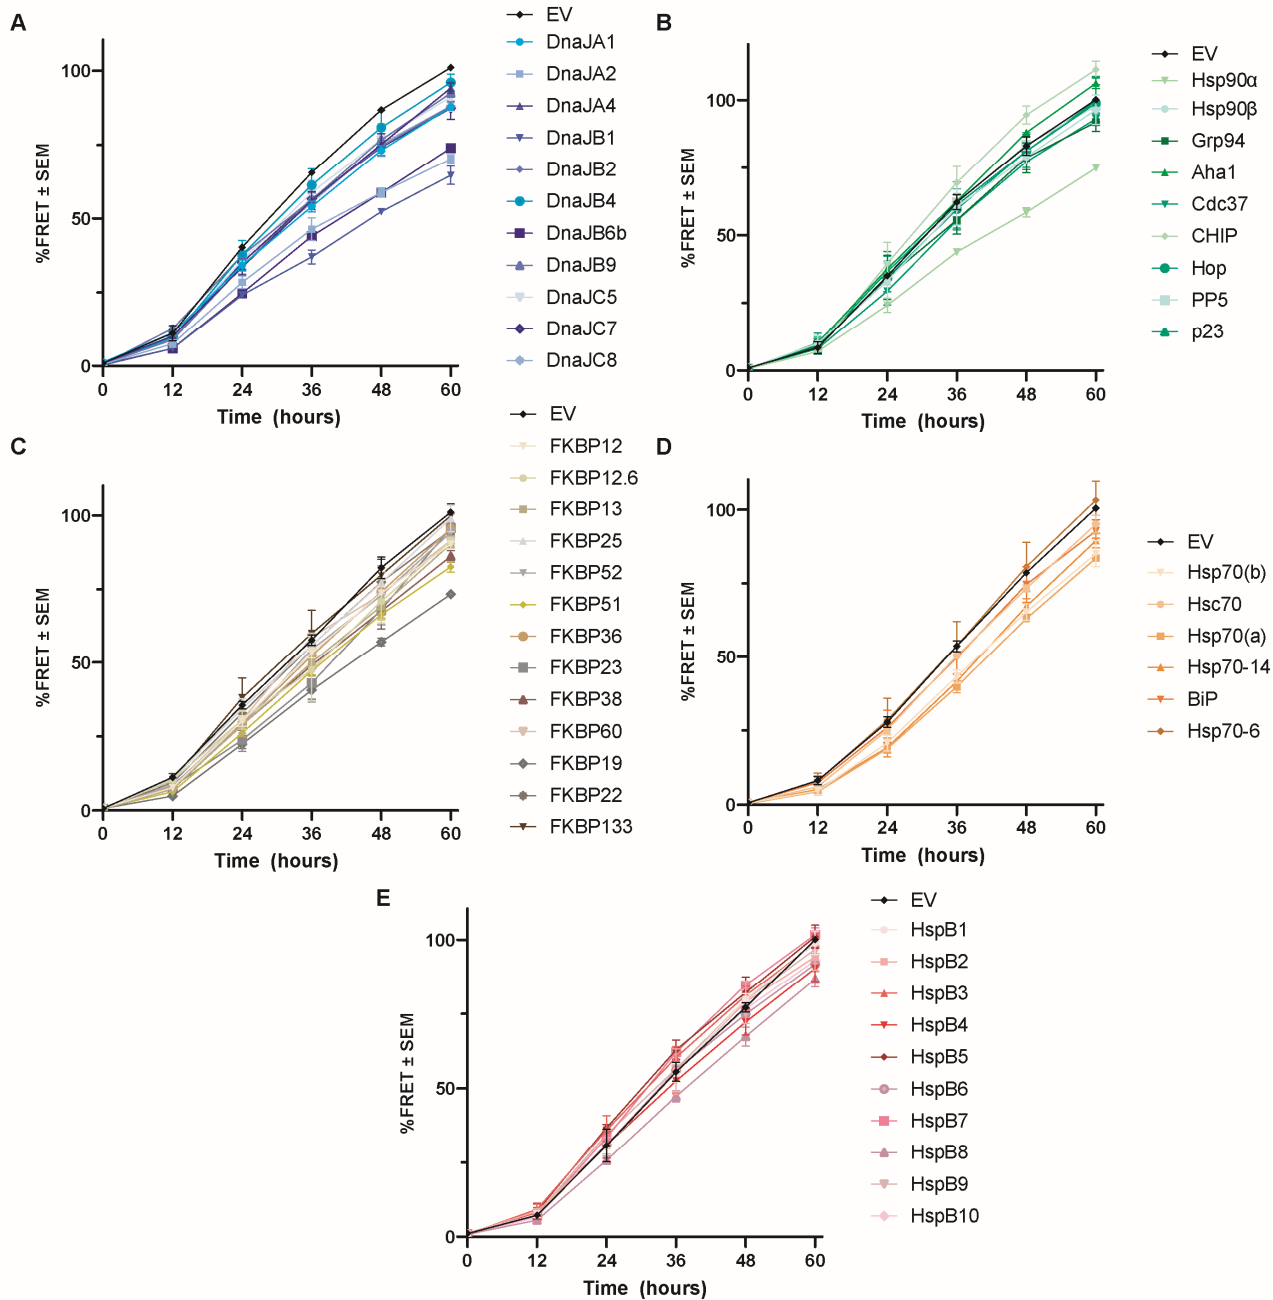 A
%FRET ± SEM
100
50
0
0 12 24 36 48 60
Time (hours)
EV
DnaJA1
DnaJA2
DnaJA4
DnaJB1
DnaJB2
DnaJB4
DnaJB6b
DnaJB9
DnaJC5
DnaJC7
DnaJC8
B
%FRET ± SEM
100
50
0
0 12 24 36 48 60
Time (hours)
EV
Hsp90α
Hsp90β
Grp94
Aha1
Cdc37
CHIP
Hop
PP5
p23
C
%FRET ± SEM
100
50
0
0 12 24 36 48 60
Time (hours)
EV
FKBP12
FKBP12.6
FKBP13
FKBP25
FKBP52
FKBP51
FKBP36
FKBP23
FKBP38
FKBP60
FKBP19
FKBP22
FKBP133
D
%FRET ± SEM
100
50
0
0 12 24 36 48 60
Time (hours)
EV
Hsp70(b)
Hsc70
Hsp70(a)
Hsp70-14
BiP
Hsp70-6
E
%FRET ± SEM
100
50
0
0 12 24 36 48 60
Time (hours)
EV
HspB1
HspB2
HspB3
HspB4
HspB5
HspB6
HspB7
HspB8
HspB9
HspB10